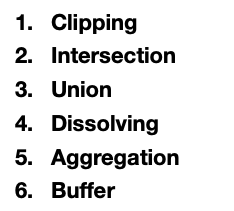 1. Clipping
2. Intersection
3. Union
4. Dissolving
5. Aggregation
6. Buffer